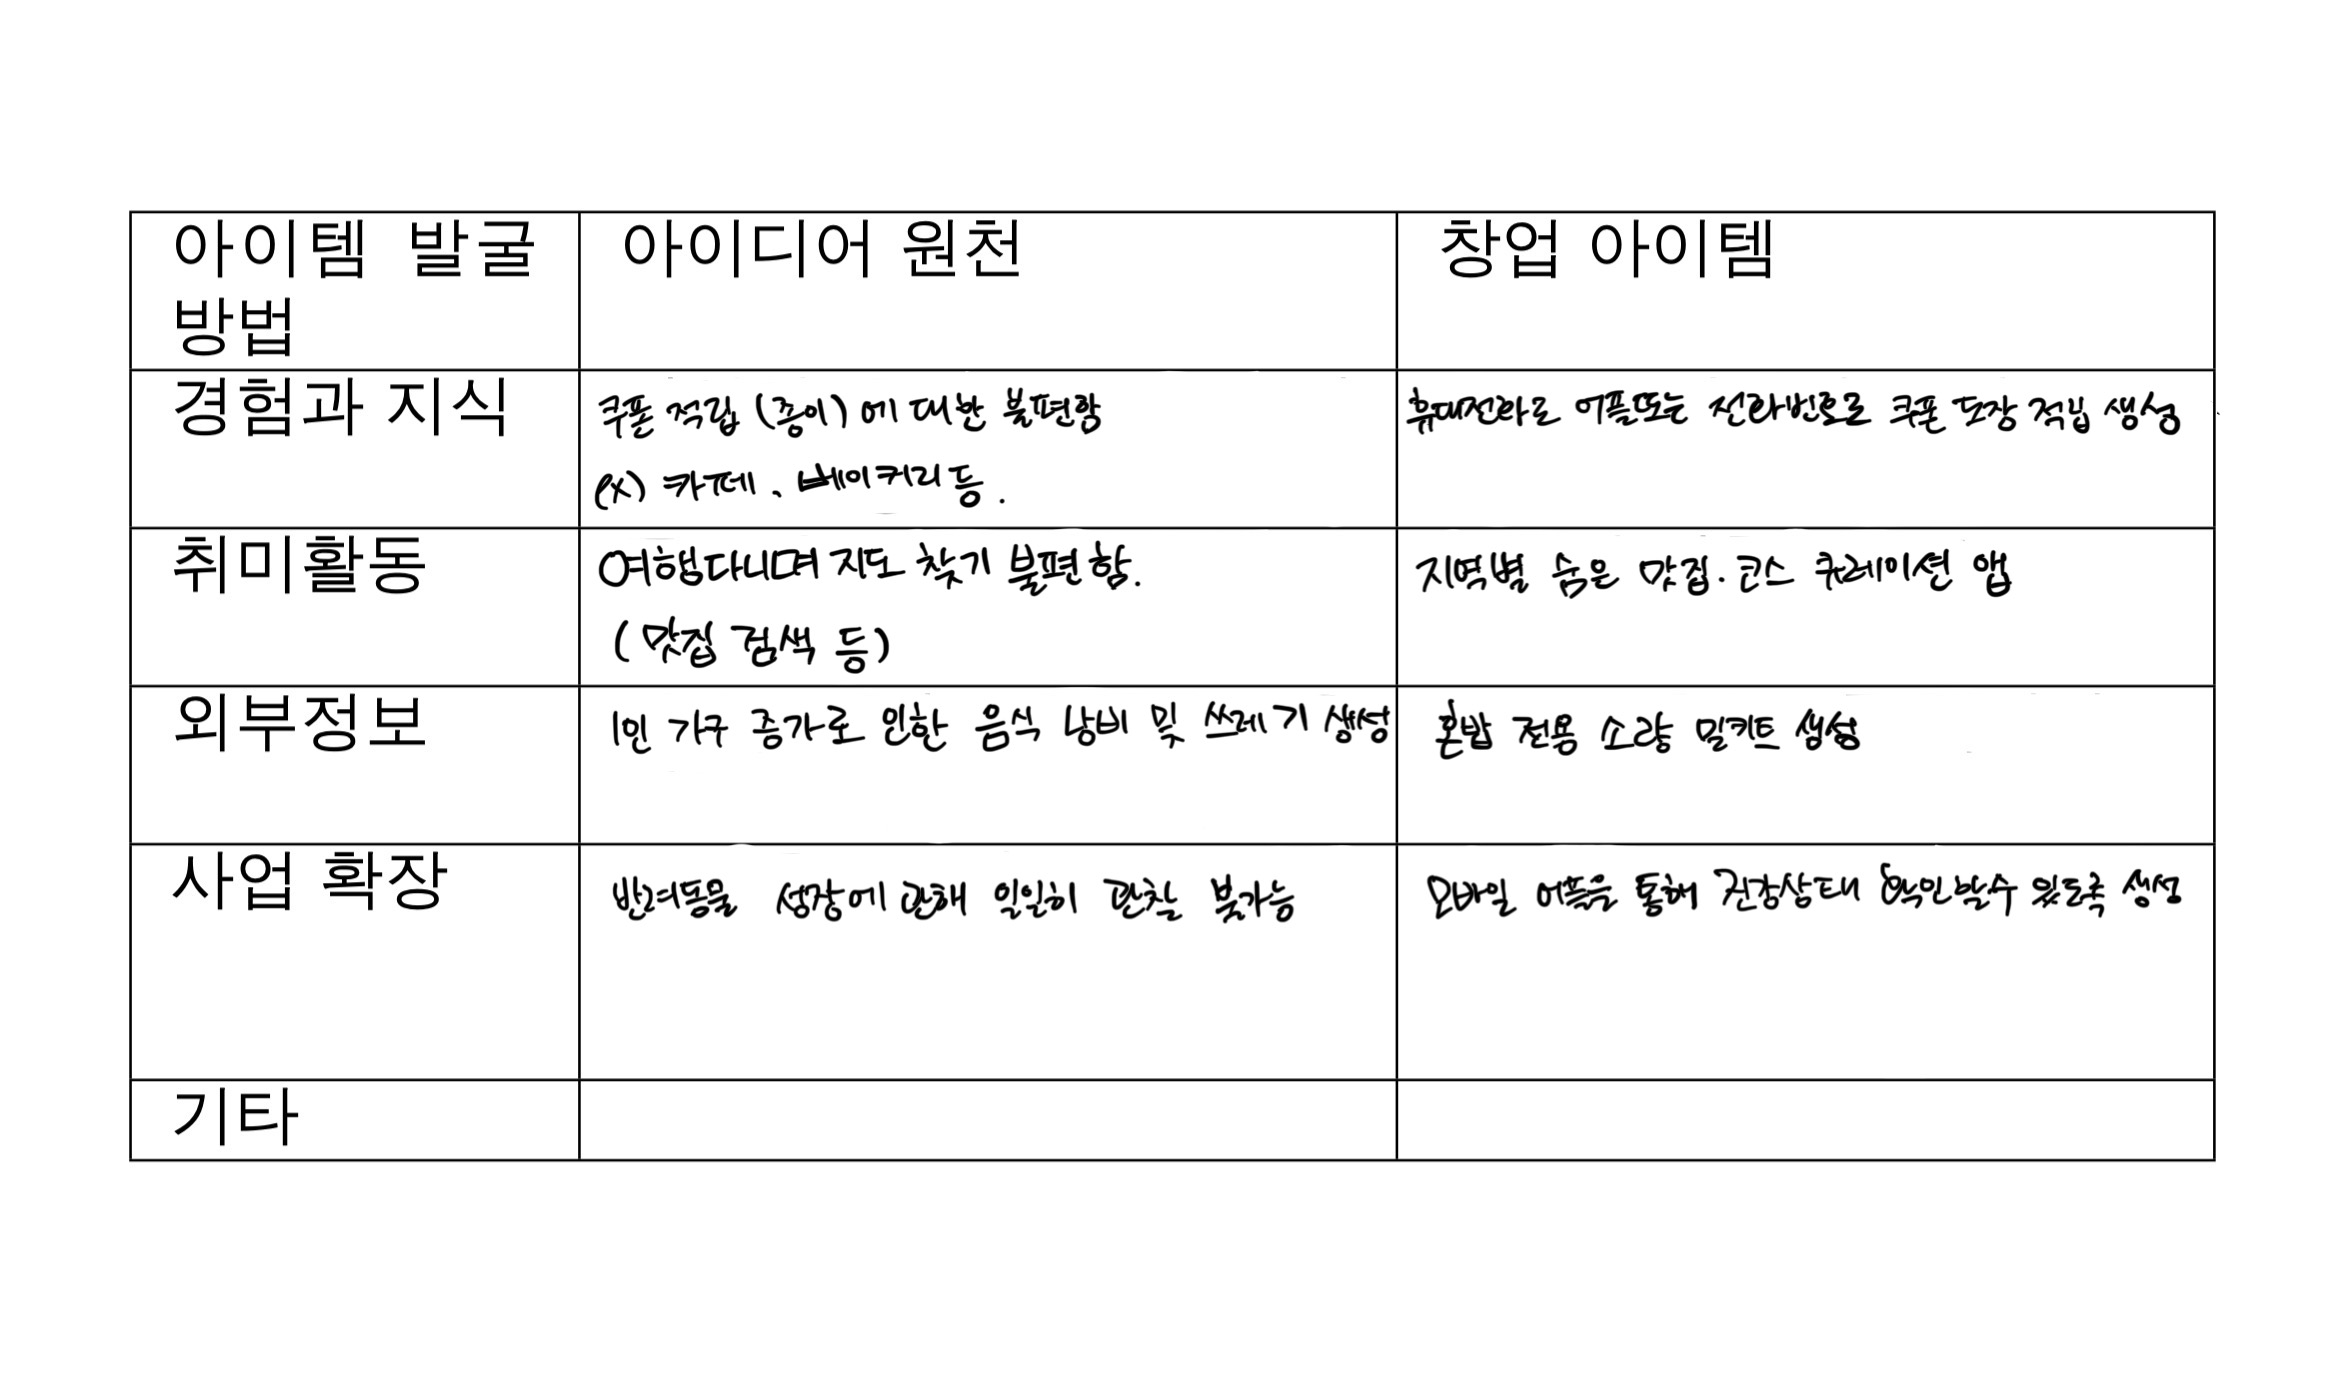 아이템 발굴
방법
아이디어 원천
창업 아이템
경험과 지식
쿠폰 적립 (종이)에 대한 불편함
ex) 카페, 베이커리 등.
휴대전화로 어플또는 전화번호로 쿠폰 도장 적립 생성
취미활동
여행다니며 지도 찾기 불편함.
(맛집 검색 등)
지역별 숨은 맛집·코스 큐레이션 앱
외부정보
1인 가구 증가로 인한 음식 낭비 및 쓰레기 생성
혼밥 전용 소량 밀키트 생성
사업 확장
반려동물 성장에 관해 일일히 관찰 불가능
모바일 어플을 통해 건강상태 확인할수 있도록 생성
기타